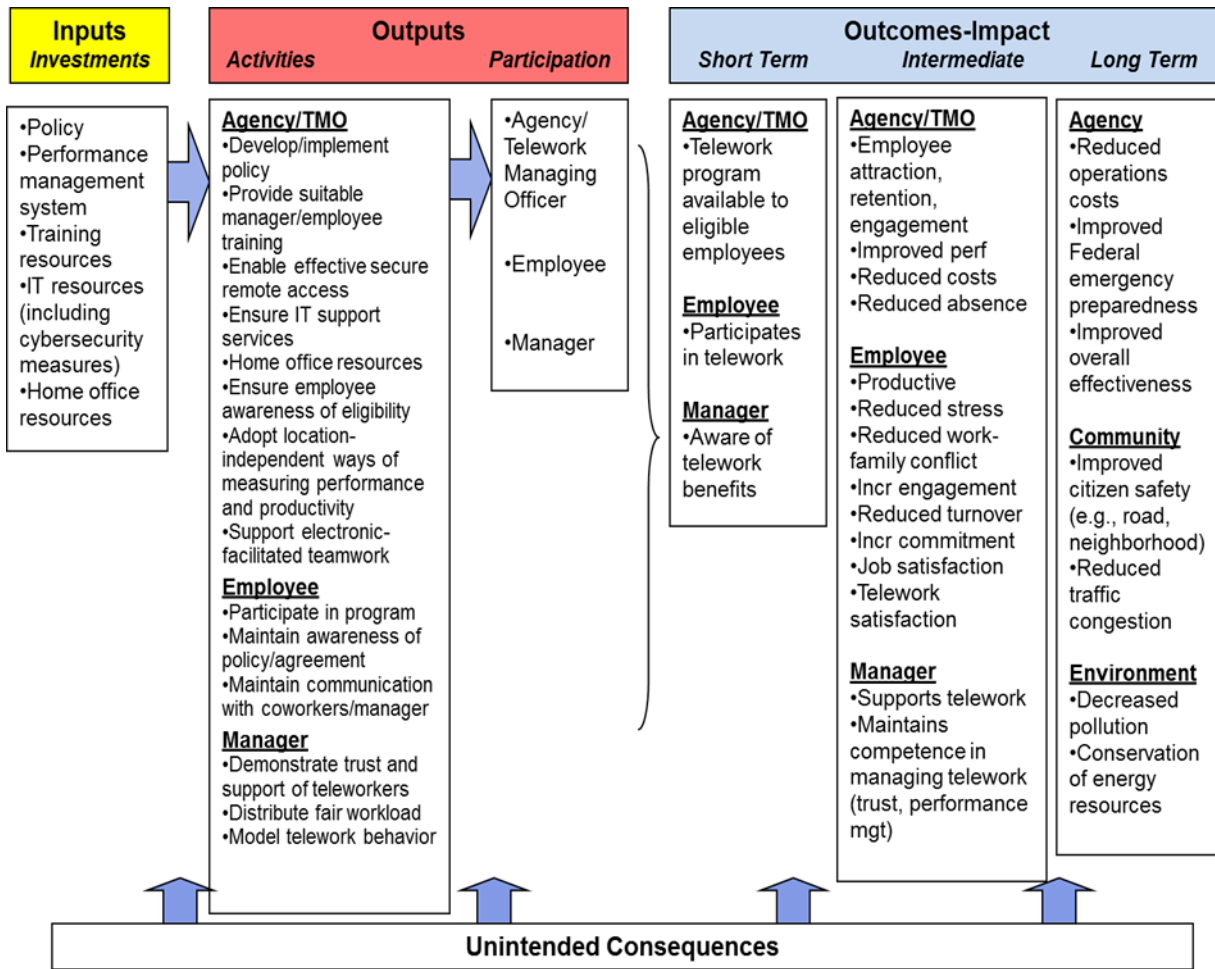 Inputs
Investments
Outputs
Activities
Participation
Outcomes-Impact
Short Term
Intermediate
Long Term
•Policy
•Performance
management
system
•Training
resources
•IT resources
(including
cybersecurity
measures)
•Home office
resources
Agency/TMO
•Develop/implement
policy
•Provide suitable
manager/employee
training
•Enable effective secure
remote access
•Ensure IT support
services
•Home office resources
•Ensure employee
awareness of eligibility
•Adopt location-
independent ways of
measuring performance
and productivity
•Support electronic-
facilitated teamwork
Employee
•Participate in program
•Maintain awareness of
policy/agreement
•Maintain communication
with coworkers/manager
Manager
•Demonstrate trust and
support of teleworkers
•Distribute fair workload
•Model telework behavior
•Agency/
Telework
Managing
Officer
•Employee
•Manager
Agency/TMO
•Telework
program
available to
eligible
employees
Employee
•Participates
in telework
Manager
•Aware of
telework
benefits
Agency/TMO
•Employee
attraction,
retention,
engagement
•Improved perf
•Reduced costs
•Reduced absence
Employee
•Productive
•Reduced stress
•Reduced work-
family conflict
•Incr engagement
•Reduced turnover
•Incr commitment
•Job satisfaction
•Telework
satisfaction
Manager
•Supports telework
•Maintains
competence in
managing telework
(trust, performance
mgt)
Agency
•Reduced
operations
costs
•Improved
Federal
emergency
preparedness
•Improved
overall
effectiveness
Community
•Improved
citizen safety
(e.g., road,
neighborhood)
•Reduced
traffic
congestion
Environment
•Decreased
pollution
•Conservation
of energy
resources
Unintended Consequences